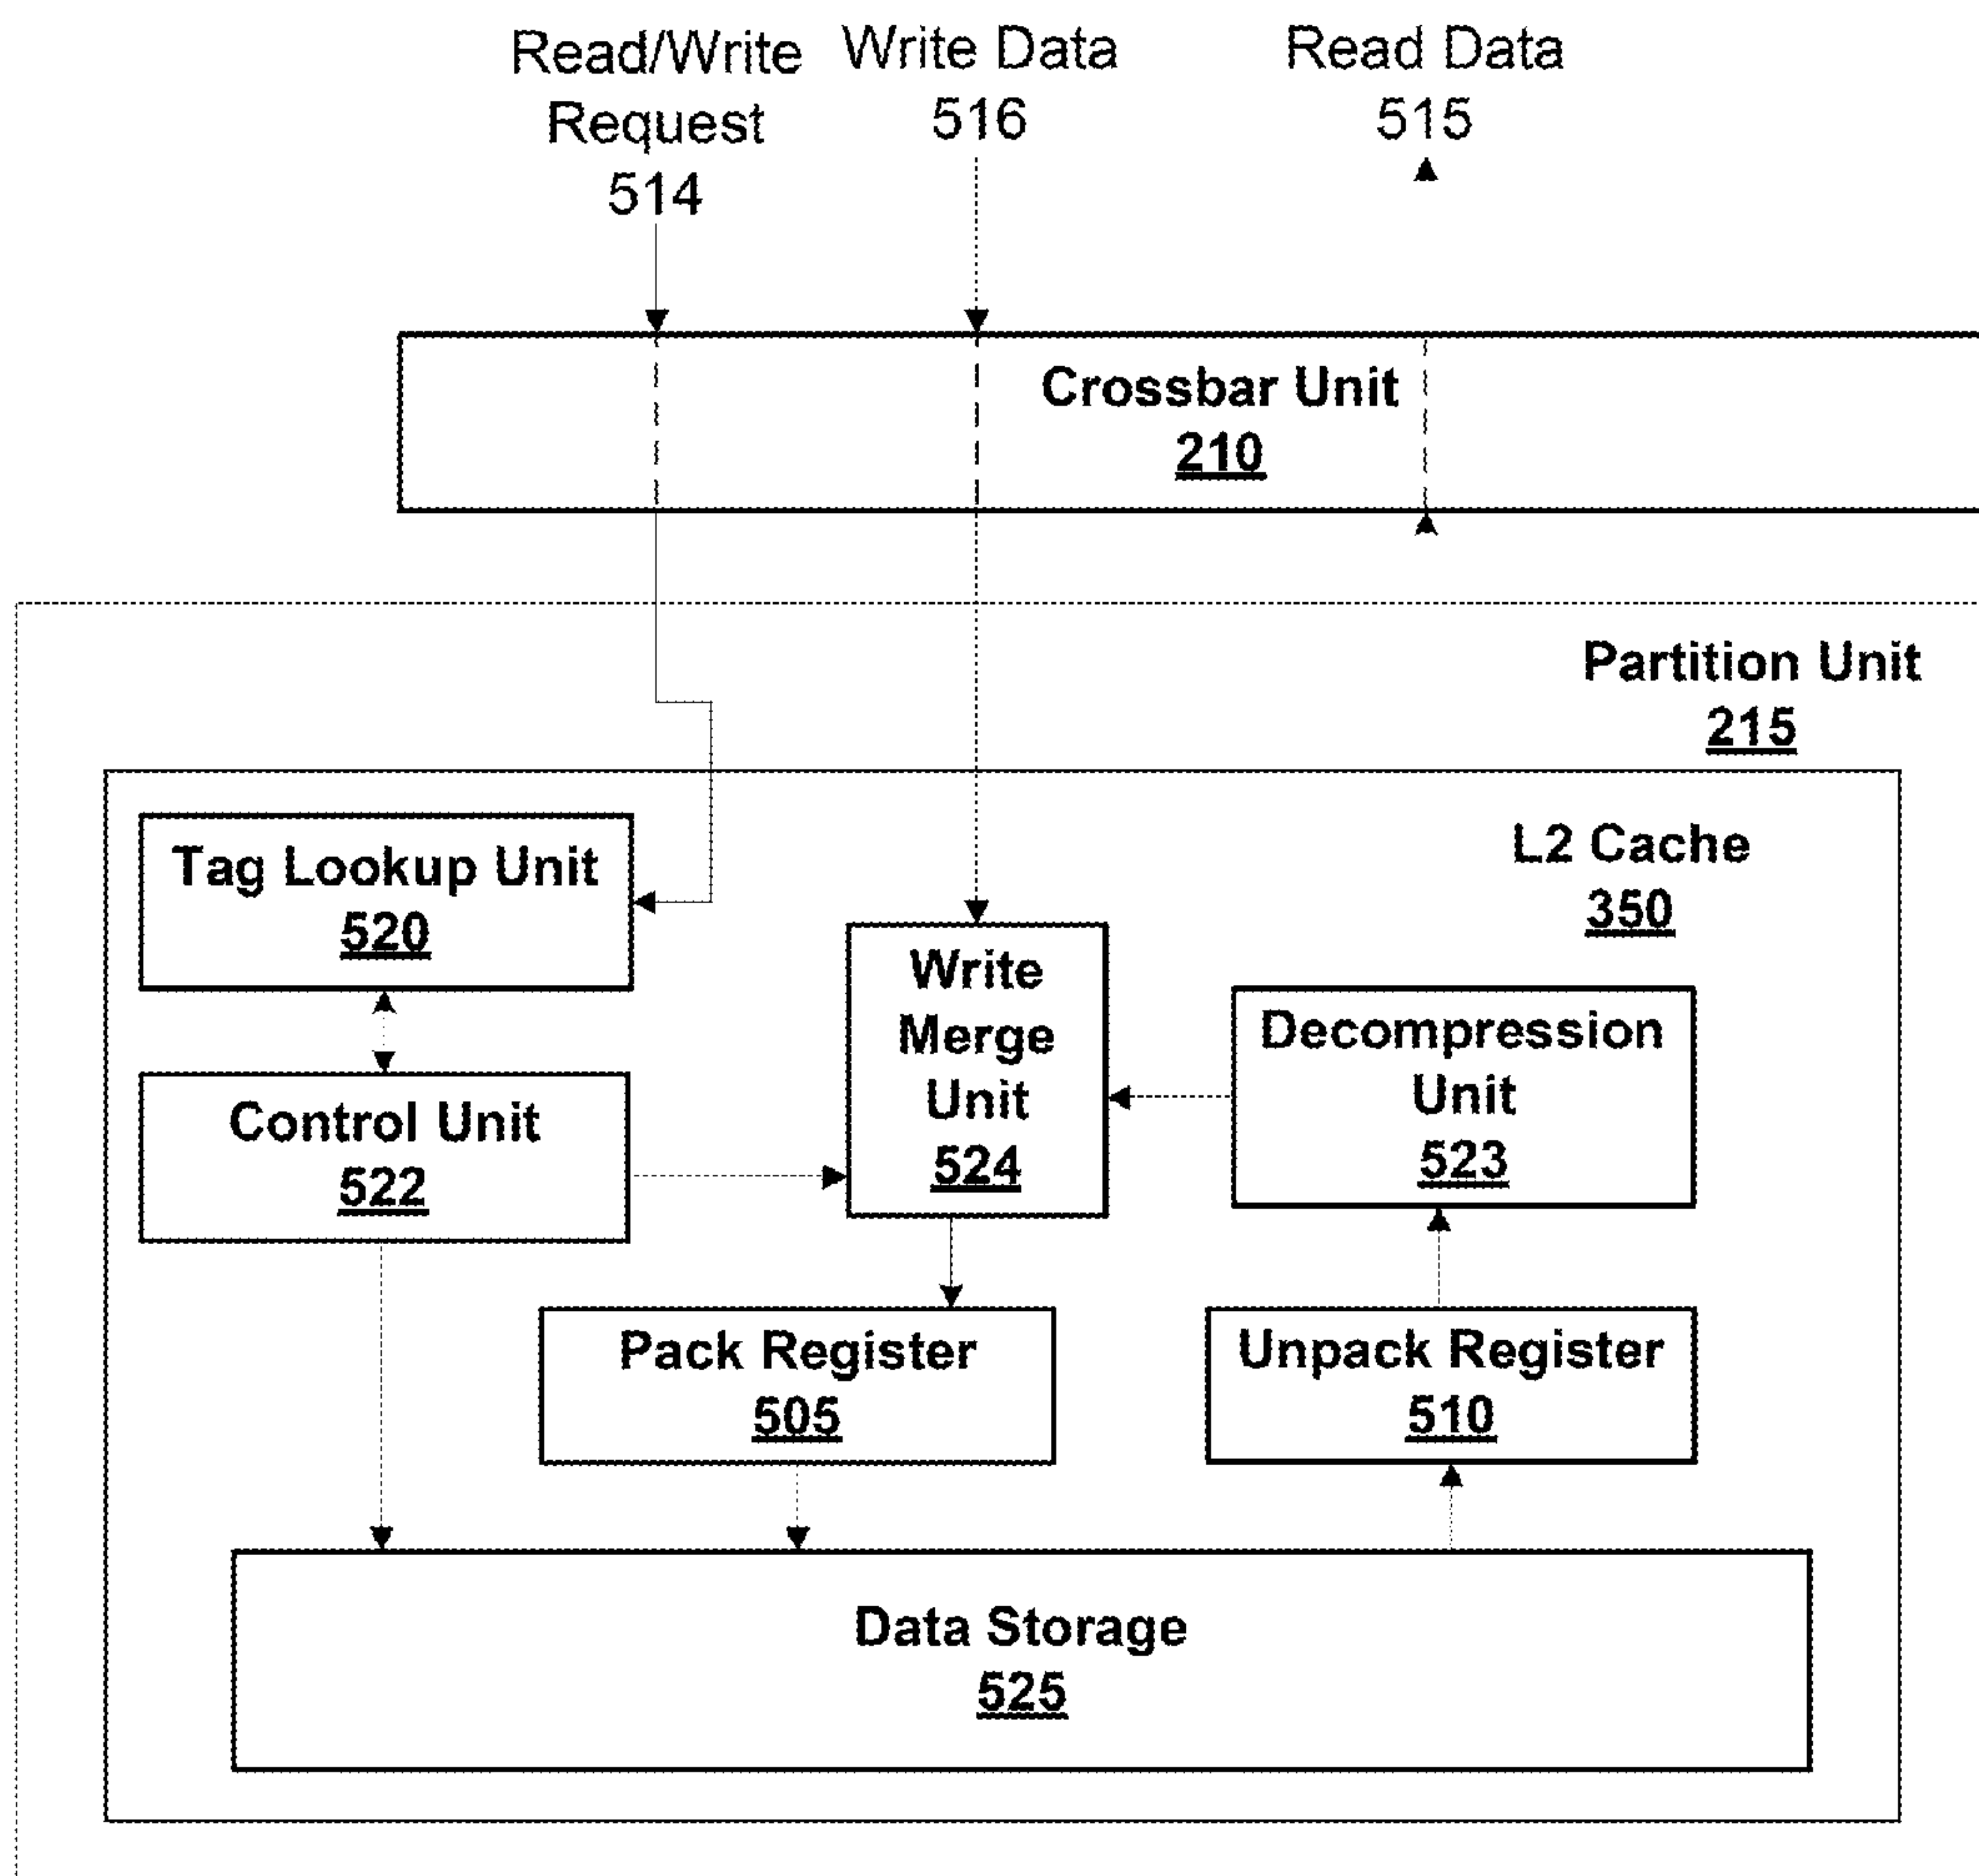 Read/Write
Request
514
Write Data
516
Read Data
515
Crossbar Unit
210
Partition Unit
215
L2 Cache
350
Tag Lookup Unit
520
Write
Merge
Unit
524
Decompression
Unit
523
Control Unit
522
Pack Register
505
Unpack Register
510
Data Storage
525